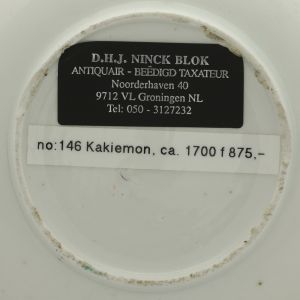 D.H.J. NINCK BLOK
ANTIQUAIR - BEËDIGD TAXATEUR
Noorderhaven 40
9712 VL Groningen NL
Tel: 050 - 3127232
no:146 Kakiemon, ca. 1700 f 875,-